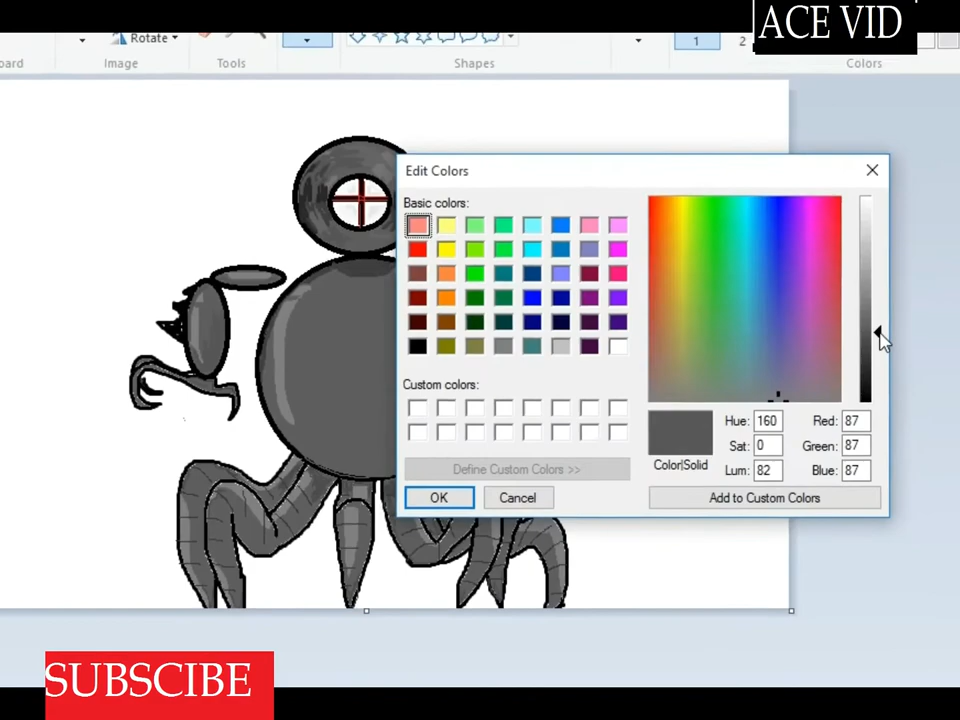 ACE VID
Rotate
1
2
oard
Image
Tools
Shapes
Colors
Edit Colors
Basic colors:
Custom colors:
Define Custom Colors >>
OK
Cancel
Color|Solid
Hue: 160
Sat: 0
Lum: 82
Red: 87
Green: 87
Blue: 87
Add to Custom Colors
SUBSCIBE